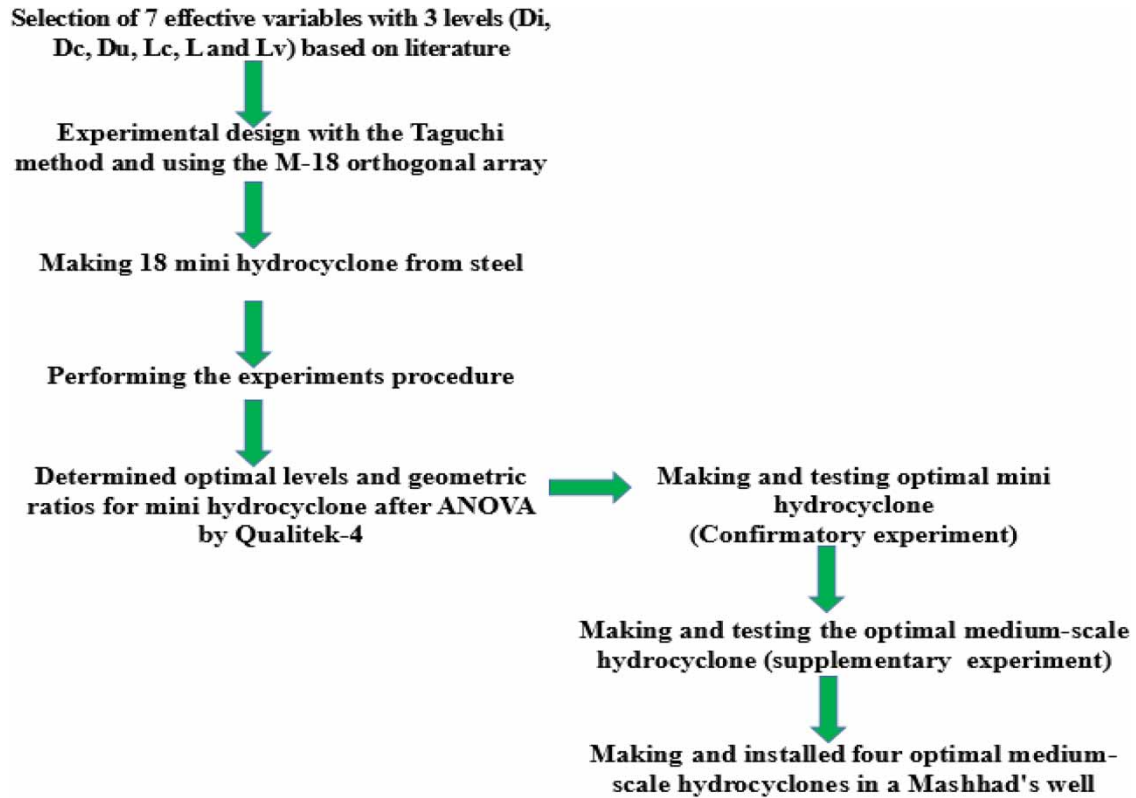 Selection of 7 effective variables with 3 levels (Di,
Dc, Du, Lc, L and Lv) based on literature
Experimental design with the Taguchi
method and using the M-18 orthogonal array
Making 18 mini hydrocyclone from steel
Performing the experiments procedure
Determined optimal levels and geometric
ratios for mini hydrocyclone after ANOVA
by Qualitek-4
Making and testing optimal mini
hydrocyclone
(Confirmatory experiment)
Making and testing the optimal medium-scale
hydrocyclone (supplementary experiment)
Making and installed four optimal medium-
scale hydrocyclones in a Mashhad's well